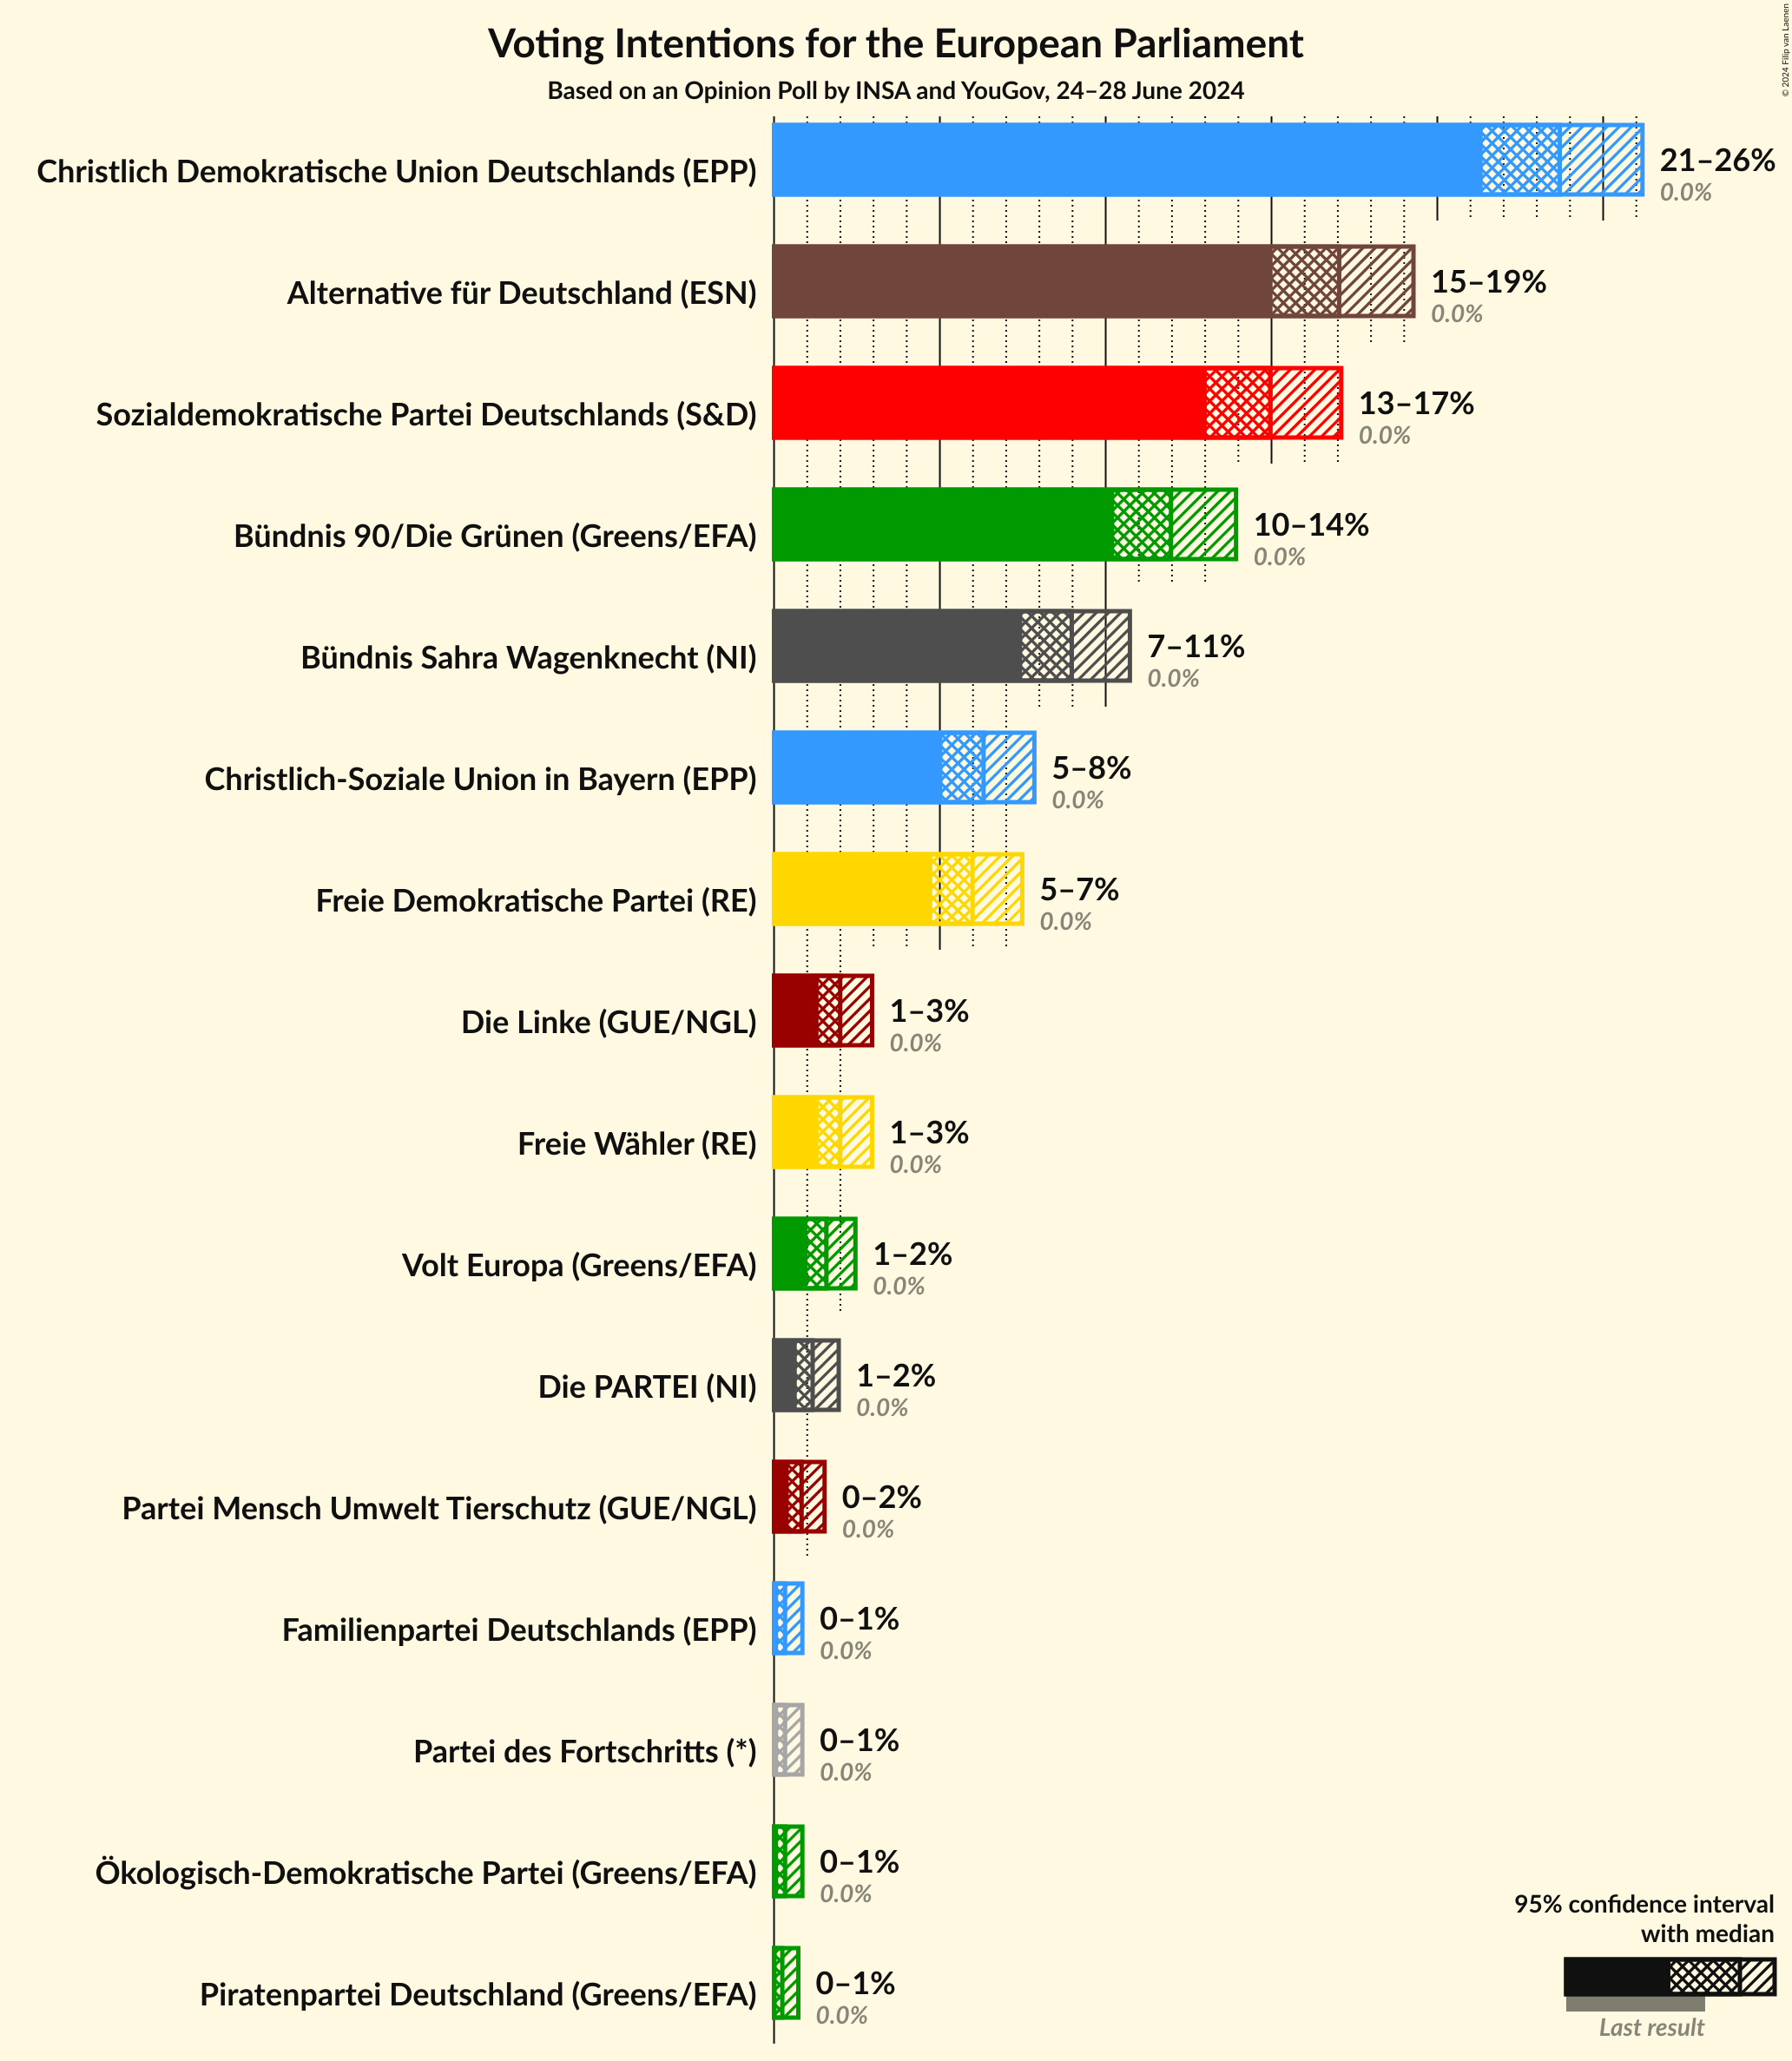 Voting Intentions for the European Parliament
Based on an Opinion Poll by INSA and YouGov, 24–28 June 2024
© 2024 Filip van Laenen
Christlich Demokratische Union Deutschlands (EPP)
21–26%
0.0%
Alternative für Deutschland (ESN)
15–19%
0.0%
Sozialdemokratische Partei Deutschlands (S&D)
13–17%
0.0%
Bündnis 90/Die Grünen (Greens/EFA)
10–14%
0.0%
Bündnis Sahra Wagenknecht (NI)
7–11%
0.0%
Christlich-Soziale Union in Bayern (EPP)
5–8%
0.0%
Freie Demokratische Partei (RE)
5–7%
0.0%
Die Linke (GUE/NGL)
1–3%
0.0%
Freie Wähler (RE)
1–3%
0.0%
Volt Europa (Greens/EFA)
1–2%
0.0%
Die PARTEI (NI)
1–2%
0.0%
Partei Mensch Umwelt Tierschutz (GUE/NGL)
0–2%
0.0%
Familienpartei Deutschlands (EPP)
0–1%
0.0%
Partei des Fortschritts (*)
0–1%
0.0%
Ökologisch-Demokratische Partei (Greens/EFA)
0–1%
0.0%
Piratenpartei Deutschland (Greens/EFA)
0–1%
0.0%
95% confidence interval
with median
Last result